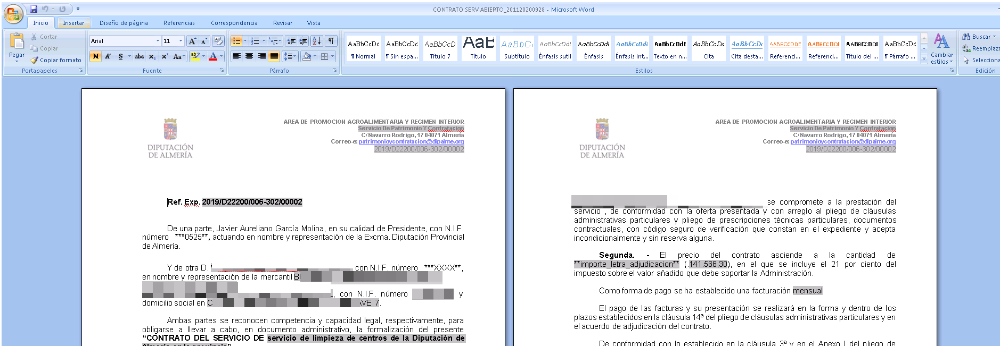 CONTRATO SERV ABIERTO_201120200928 - Microsoft Word
Inicio Insertar Diseño de página Referencias Correspondencia Revisar Vista
Pegar
Cortar
Copiar
Copiar formato
Portapapeles
Arial 11
N K S abc x₂ x² Aa
Fuente
Párrafo
AaBbCcDc AaBbCcDc AaBbCcD AaB AaBbC AaBbCcDdI AaBbCcDdI AaBbCcDdI AaBbCcDdE AaBbCcDc AaBbCcDc AABBCCDDE AABBCCDDI AABBCCDDI AaBbCcDc
¶ Normal ¶ Sin espa... Título 7 Título Subtítulo Énfasis sutil Énfasis Énfasis int... Texto en n... Cita Cita desta... Referenci... Referenci... Título del ... ¶ Párrafo ...
Estilos
Cambiar
estilos
Buscar
Reemplaza
Selecciona
Edición
DIPUTACIÓN
DE ALMERÍA
AREA DE PROMOCION AGROALIMENTARIA Y REGIMEN INTERIOR
Servicio De Patrimonio Y Contratacion
C/Navarro Rodrigo, 17 04071 Almería
Correo-e: patrimonioycontratacion@dipalme.org
2019/D22200/006-302/00002
Ref. Exp. 2019/D22200/006-302/00002
De una parte, Javier Aureliano García Molina, en su calidad de Presidente, con N.I.F.
número ***0525**, actuando en nombre y representación de la Excma. Diputación Provincial
de Almería.
Y de otra D. con N.I.F. número ***XXXX**,
en nombre y representación de la mercantil
, con N.I.F. número y
domicilio social en C AVE 7.
Ambas partes se reconocen competencia y capacidad legal, respectivamente, para
obligarse a llevar a cabo, en documento administrativo, la formalización del presente
“CONTRATO DEL SERVICIO DE servicio de limpieza de centros de la Diputación de
Almería en la provincia”
DIPUTACIÓN
DE ALMERÍA
AREA DE PROMOCION AGROALIMENTARIA Y REGIMEN INTERIOR
Servicio De Patrimonio Y Contratacion
C/Navarro Rodrigo, 17 04071 Almería
Correo-e: patrimonioycontratacion@dipalme.org
2019/D22200/006-302/00002
se compromete a la prestación del
servicio , de conformidad con la oferta presentada y con arreglo al pliego de cláusulas
administrativas particulares y pliego de prescripciones técnicas particulares, documentos
contractuales, con código seguro de verificación que constan en el expediente y acepta
incondicionalmente y sin reserva alguna.
Segunda. - El precio del contrato asciende a la cantidad de
**importe_letra_adjudicacion** (.141.566,30), en el que se incluye el 21 por ciento del
impuesto sobre el valor añadido que debe soportar la Administración.
Como forma de pago se ha establecido una facturación mensual
El pago de las facturas y su presentación se realizará en la forma y dentro de los
plazos establecidos en la cláusula 14ª del pliego de cláusulas administrativas particulares y en
el acuerdo de adjudicación del contrato.
De conformidad con lo establecido en la cláusula 3ª y en el Anexo I del pliego de